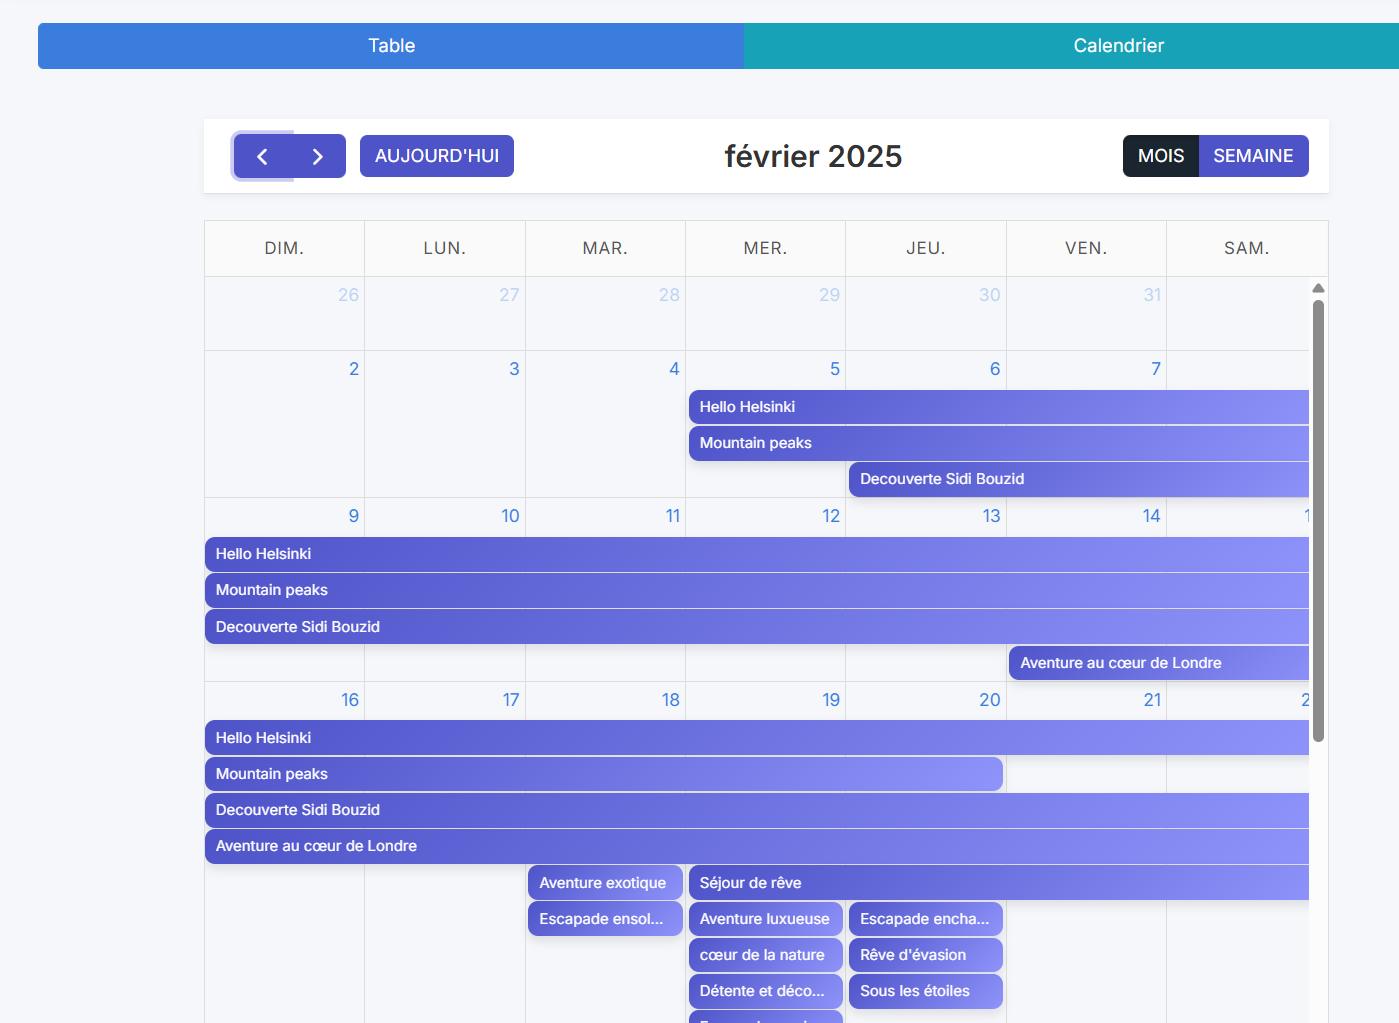 Table
Calendrier
AUJOURD'HUI
février 2025
MOIS
SEMAINE
DIM. LUN. MAR. MER. JEU. VEN. SAM.
26 27 28 29 30 31
2 3 4 5 6 7
Hello Helsinki
Mountain peaks
Decouverte Sidi Bouzid
9 10 11 12 13 14
Hello Helsinki
Mountain peaks
Decouverte Sidi Bouzid
Aventure au cœur de Londre
16 17 18 19 20 21
Hello Helsinki
Mountain peaks
Decouverte Sidi Bouzid
Aventure au cœur de Londre
Aventure exotique Séjour de rêve
Escapade ensol... Aventure luxueuse Escapade encha...
cœur de la nature Rêve d'évasion
Détente et déco... Sous les étoiles